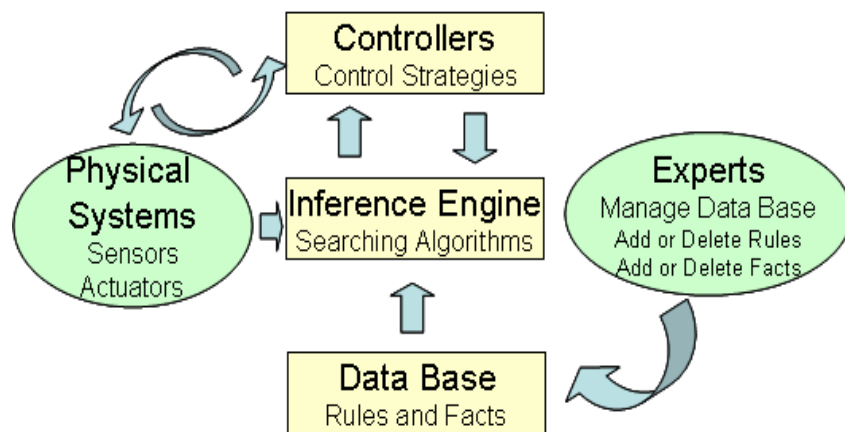 Controllers
Control Strategies
Physical
Systems
Sensors
Actuators
Inference Engine
Searching Algorithms
Experts
Manage Data Base
Add or Delete Rules
Add or Delete Facts
Data Base
Rules and Facts